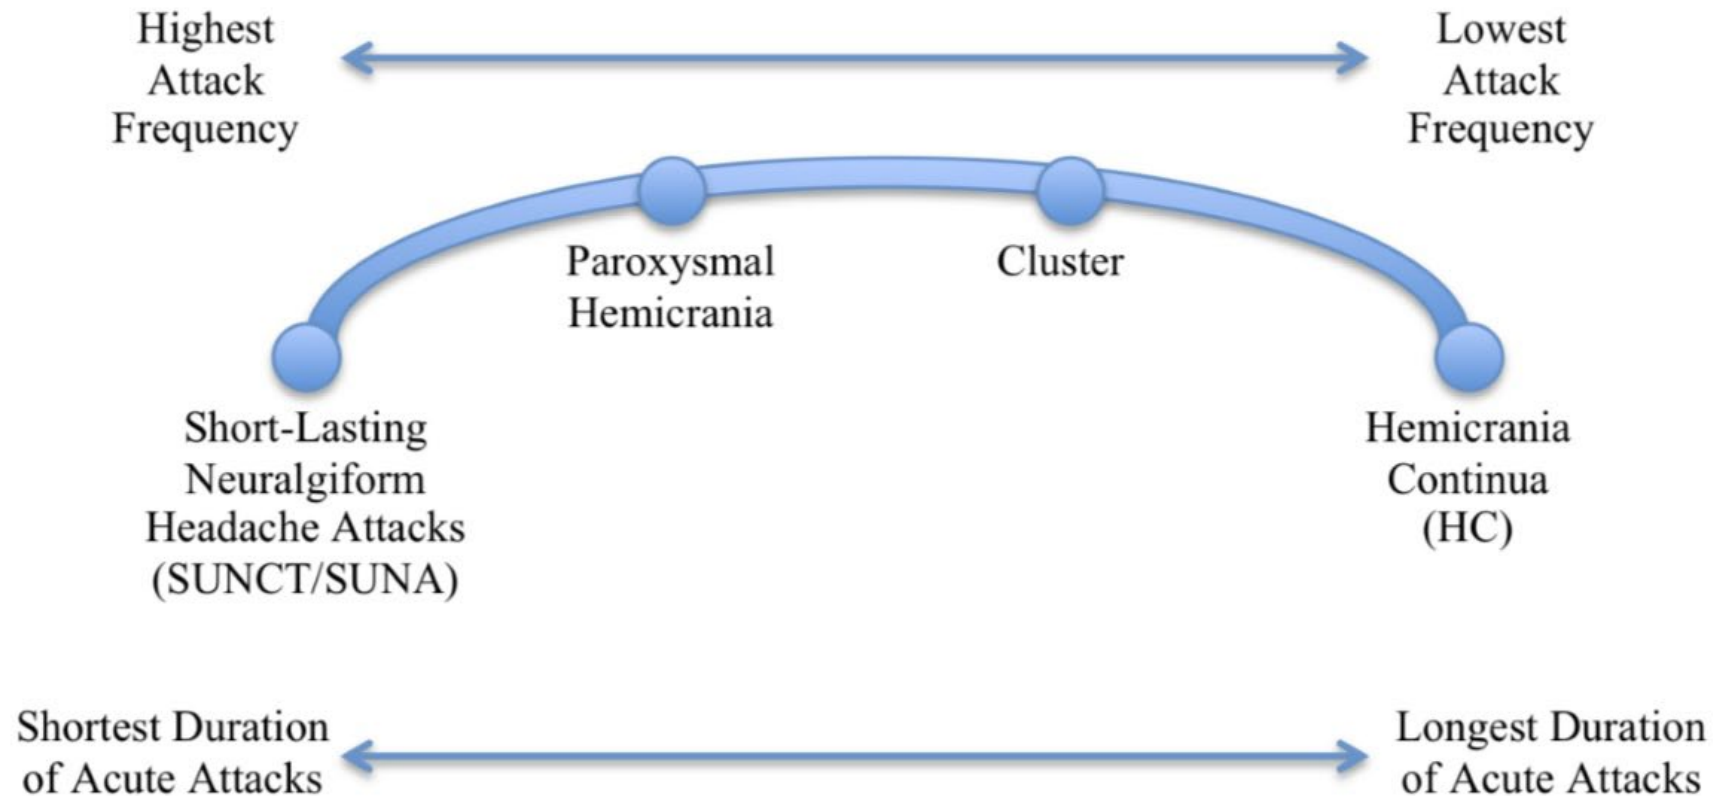 Highest
Attack
Frequency
Lowest
Attack
Frequency
Paroxysmal
Hemicrania
Cluster
Short-Lasting
Neuralgiform
Headache Attacks
(SUNCT/SUNA)
Hemicrania
Continua
(HC)
Shortest Duration
of Acute Attacks
Longest Duration
of Acute Attacks